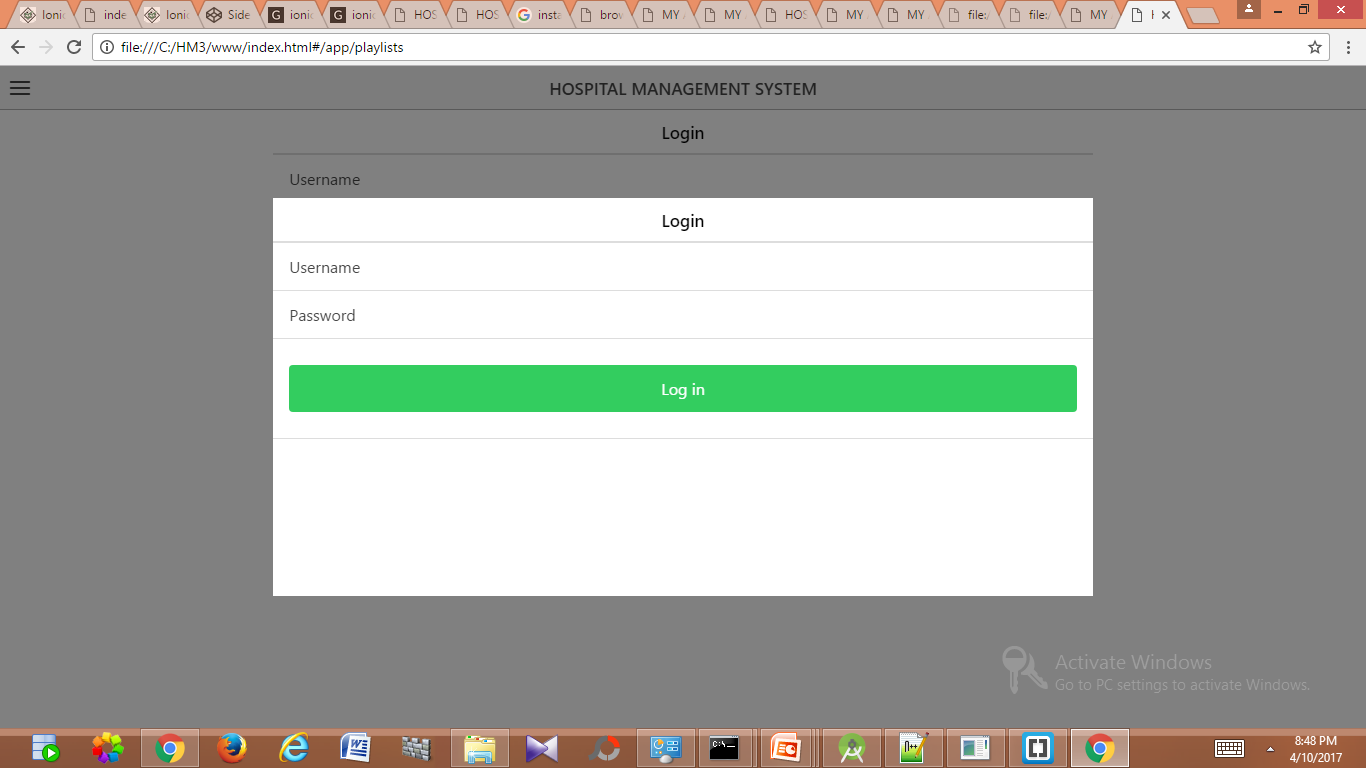 Ionic
inde
Ionic
Side
ionic
ionic
HOS
HOS
insta
brow
MY
MY
HOS
MY
MY
file:/
file:/
MY
file:///C:/HM3/www/index.html#/app/playlists
HOSPITAL MANAGEMENT SYSTEM
Login
Username
Login
Username
Password
Log in
Activate Windows
Go to PC settings to activate Windows.
8:48 PM
4/10/2017